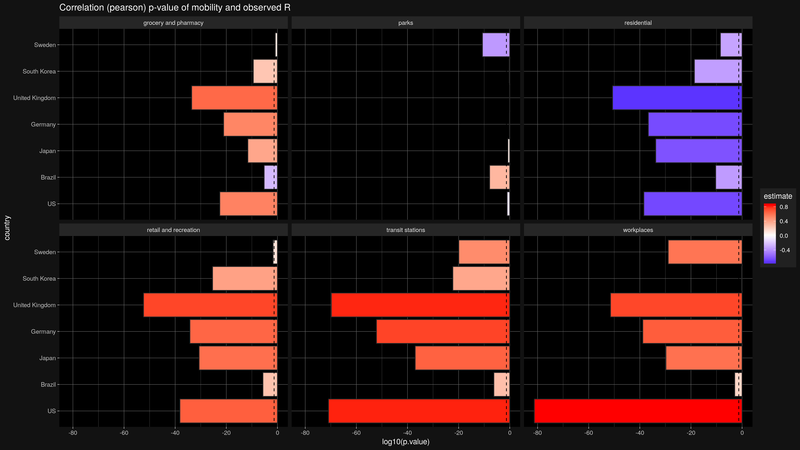 Correlation (pearson) p-value of mobility and observed R
grocery and pharmacy
parks
residential
Sweden
South Korea
United Kingdom
Germany
Japan
Brazil
US
retail and recreation
transit stations
workplaces
Sweden
South Korea
United Kingdom
Germany
Japan
Brazil
US
-80 -60 -40 -20 0
-80 -60 -40 -20 0
-80 -60 -40 -20 0
log10(p.value)
country
estimate
0.8
0.4
0.0
-0.4